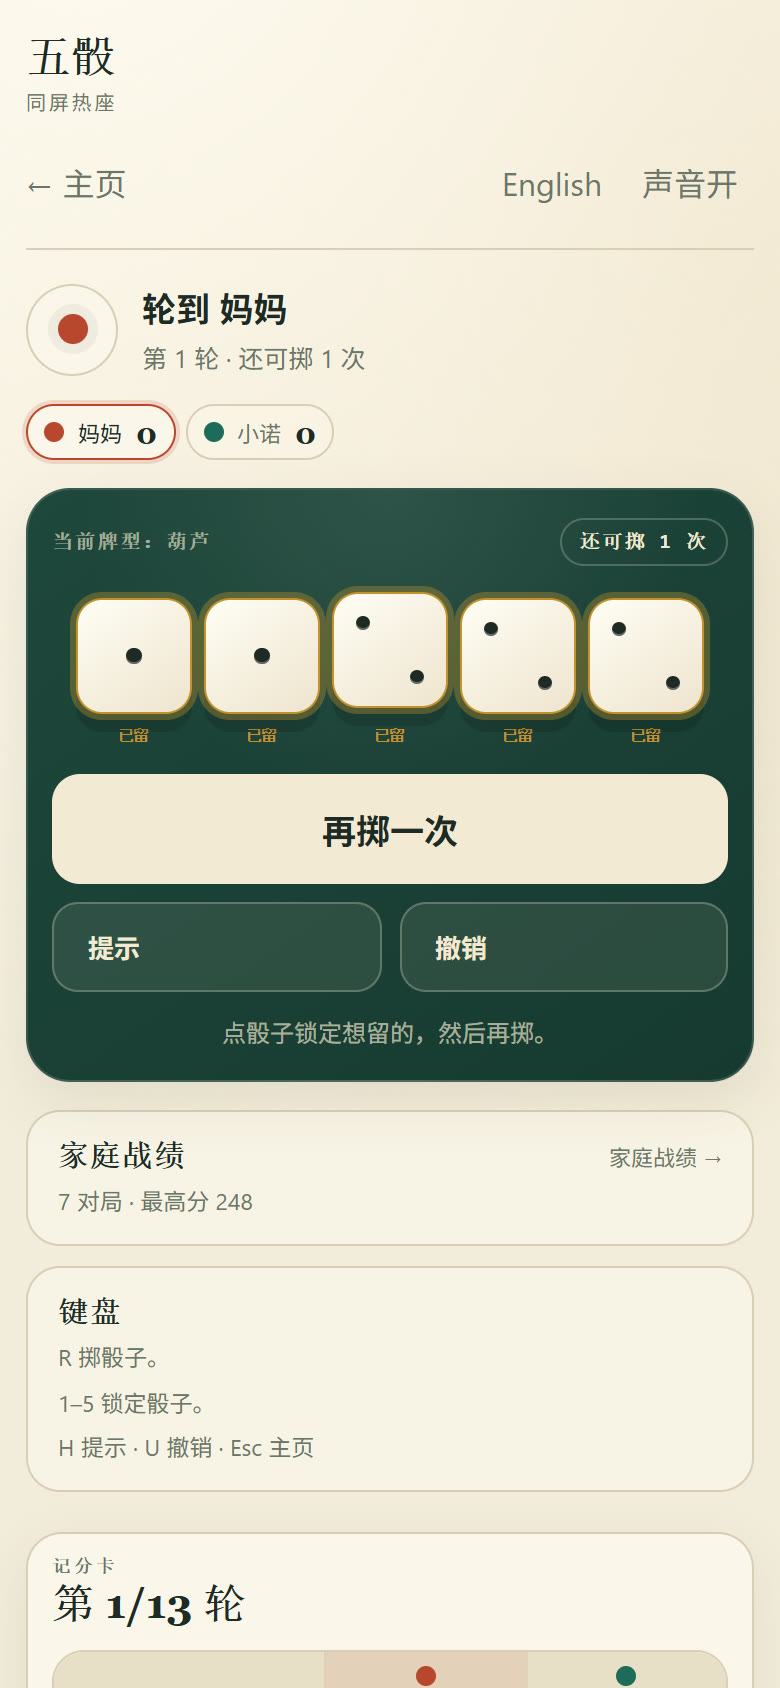 五骰
同屏热座
← 主页 English 声音开
轮到 妈妈
第 1 轮 · 还可掷 1 次
妈妈 0 小诺 0
当前牌型：葫芦 还可掷 1 次
已留 已留 已留 已留 已留
再掷一次
提示 撤销
点骰子锁定想留的，然后再掷。
家庭战绩 家庭战绩 →
7 对局 · 最高分 248
键盘
R 掷骰子。
1–5 锁定骰子。
H 提示 · U 撤销 · Esc 主页
记分卡
第 1/13 轮